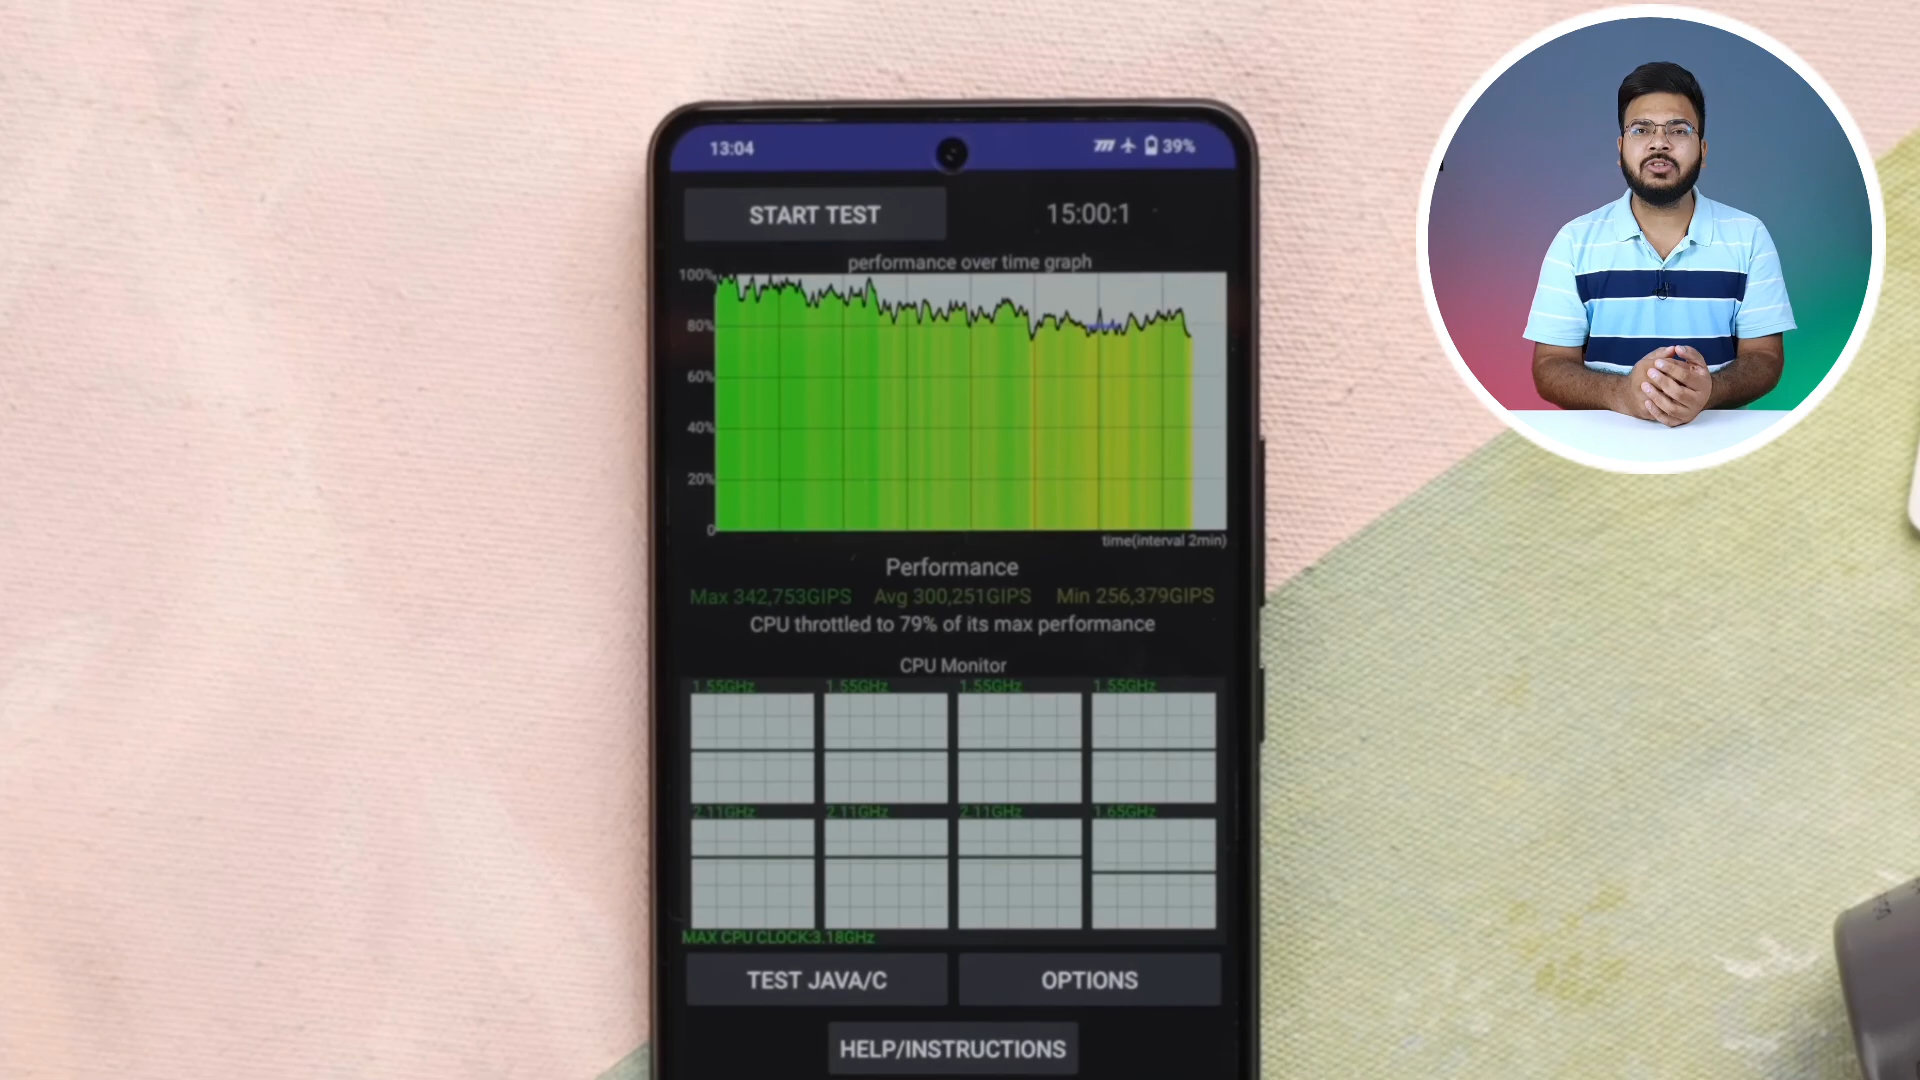 13:04
39%
START TEST
15:00:1
performance over time graph
100%
80%
60%
40%
20%
0
time(interval 2min)
Performance
Max 342,753GIPS Avg 300,251GIPS Min 256,379GIPS
CPU throttled to 79% of its max performance
CPU Monitor
1.55GHz 1.55GHz 1.55GHz 1.55GHz
2.11GHz 2.11GHz 2.11GHz 1.65GHz
MAX CPU CLOCK:3.18GHz
TEST JAVA/C
OPTIONS
HELP/INSTRUCTIONS